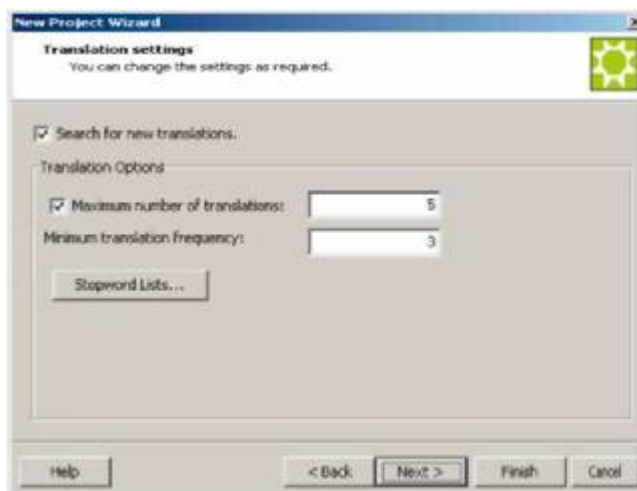 New Project Wizard
Translation settings
You can change the settings as required.
Search for new translations.
Translation Options
Maximum number of translations: 5
Minimum translation frequency: 3
Stopword Lists...
Help < Back Next > Finish Cancel